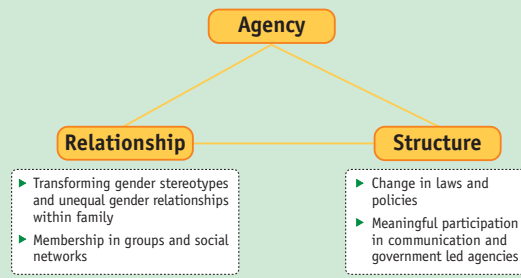 Agency
Relationship
▶ Transforming gender stereotypes
and unequal gender relationships
within family
▶ Membership in groups and social
networks
Structure
▶ Change in laws and
policies
▶ Meaningful participation
in communication and
government led agencies